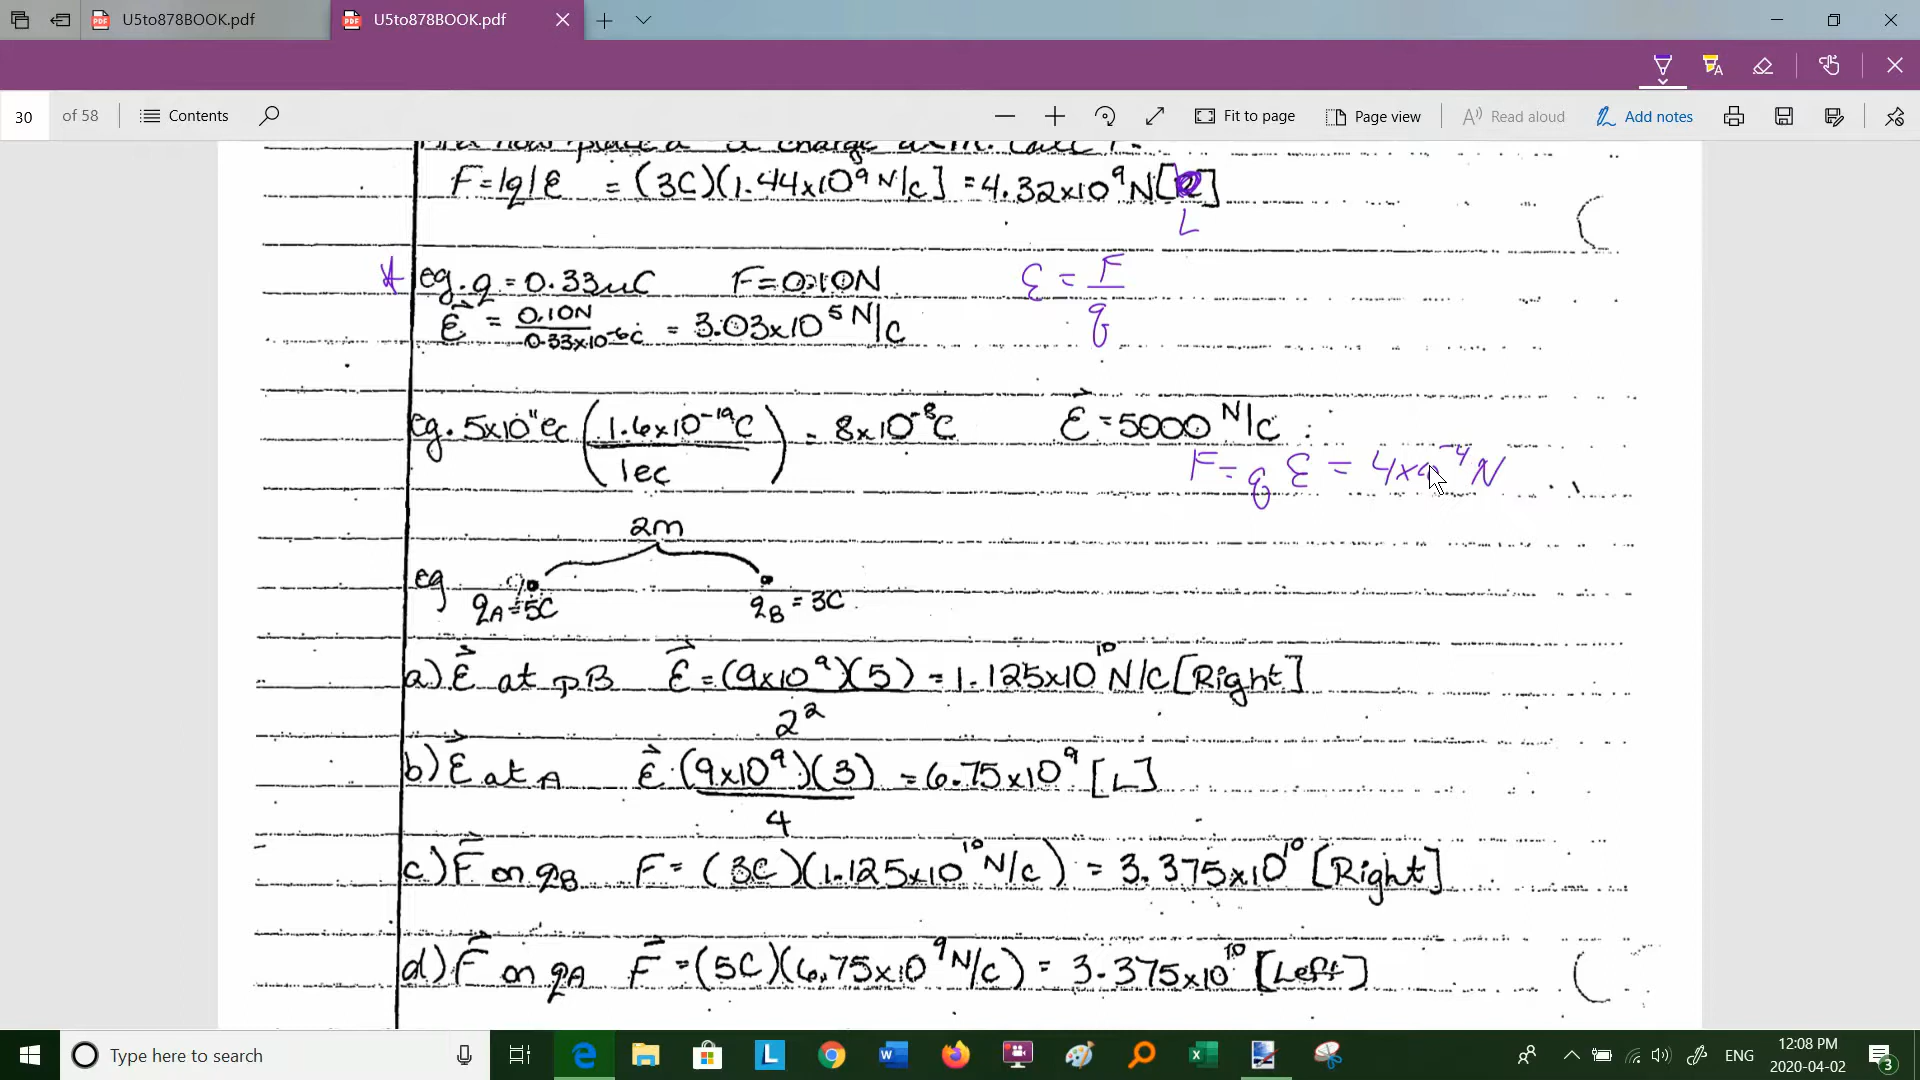 U5to878BOOK.pdf
U5to878BOOK.pdf
30 of 58 Contents Fit to page Page view Read aloud Add notes
charge
F=|q|ε = (3C)(1.44x10⁹ N/C] = 4.32x10⁹ N[ ]
L
eg. q = 0.33uC F=0.10N ε = F/q
ε⃗ = 0.10N/0.33x10⁻⁶C = 3.03x10⁵ N/C
eg. 5x10¹¹ec (1.6x10⁻¹⁹C/1ec) = 8x10⁻⁸C ε⃗=5000 N/C
F= q ε = 4x10⁻⁴ N
2m
eg
qA=5C qB = 3C
a) ε⃗ at pB ε⃗ = (9x10⁹)(5)/2² = 1.125x10¹⁰ N/C [Right]
b) ε⃗ at A ε⃗ (9x10⁹)(3)/4 = 6.75x10⁹ [L]
c) F⃗ on qB F= (3C)(1.125x10¹⁰ N/C) = 3.375x10¹⁰ [Right]
d) F⃗ on qA F⃗ =(5C)(6.75x10⁹ N/C) = 3.375x10¹⁰ [Left]
Type here to search
ENG
12:08 PM
2020-04-02
3